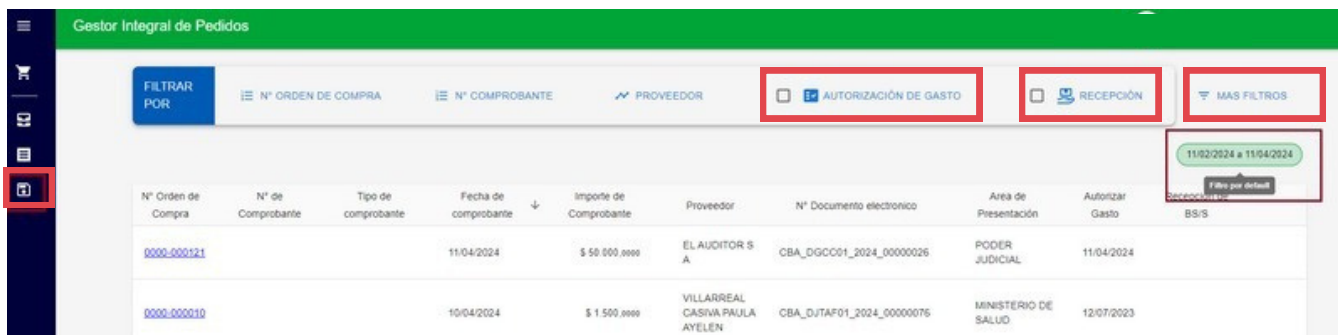 Gestor Integral de Pedidos
FILTRAR
POR
N° ORDEN DE COMPRA
N° COMPROBANTE
PROVEEDOR
AUTORIZACIÓN DE GASTO
RECEPCIÓN
MAS FILTROS
11/02/2024 a 11/04/2024
Filtro por default
N° Orden de
Compra
N° de
Comprobante
Tipo de
comprobante
Fecha de
comprobante
Importe de
Comprobante
Proveedor
N° Documento electronico
Area de
Presentación
Autorizar
Gasto
Recepcion de
BS/S
0000-000121
11/04/2024
$ 50.000,0000
EL AUDITOR S
A
CBA_DGCC01_2024_00000026
PODER
JUDICIAL
11/04/2024
0000-000010
10/04/2024
$ 1.500,0000
VILLARREAL
CASIVA PAULA
AYELEN
CBA_DJTAF01_2024_00000076
MINISTERIO DE
SALUD
12/07/2023